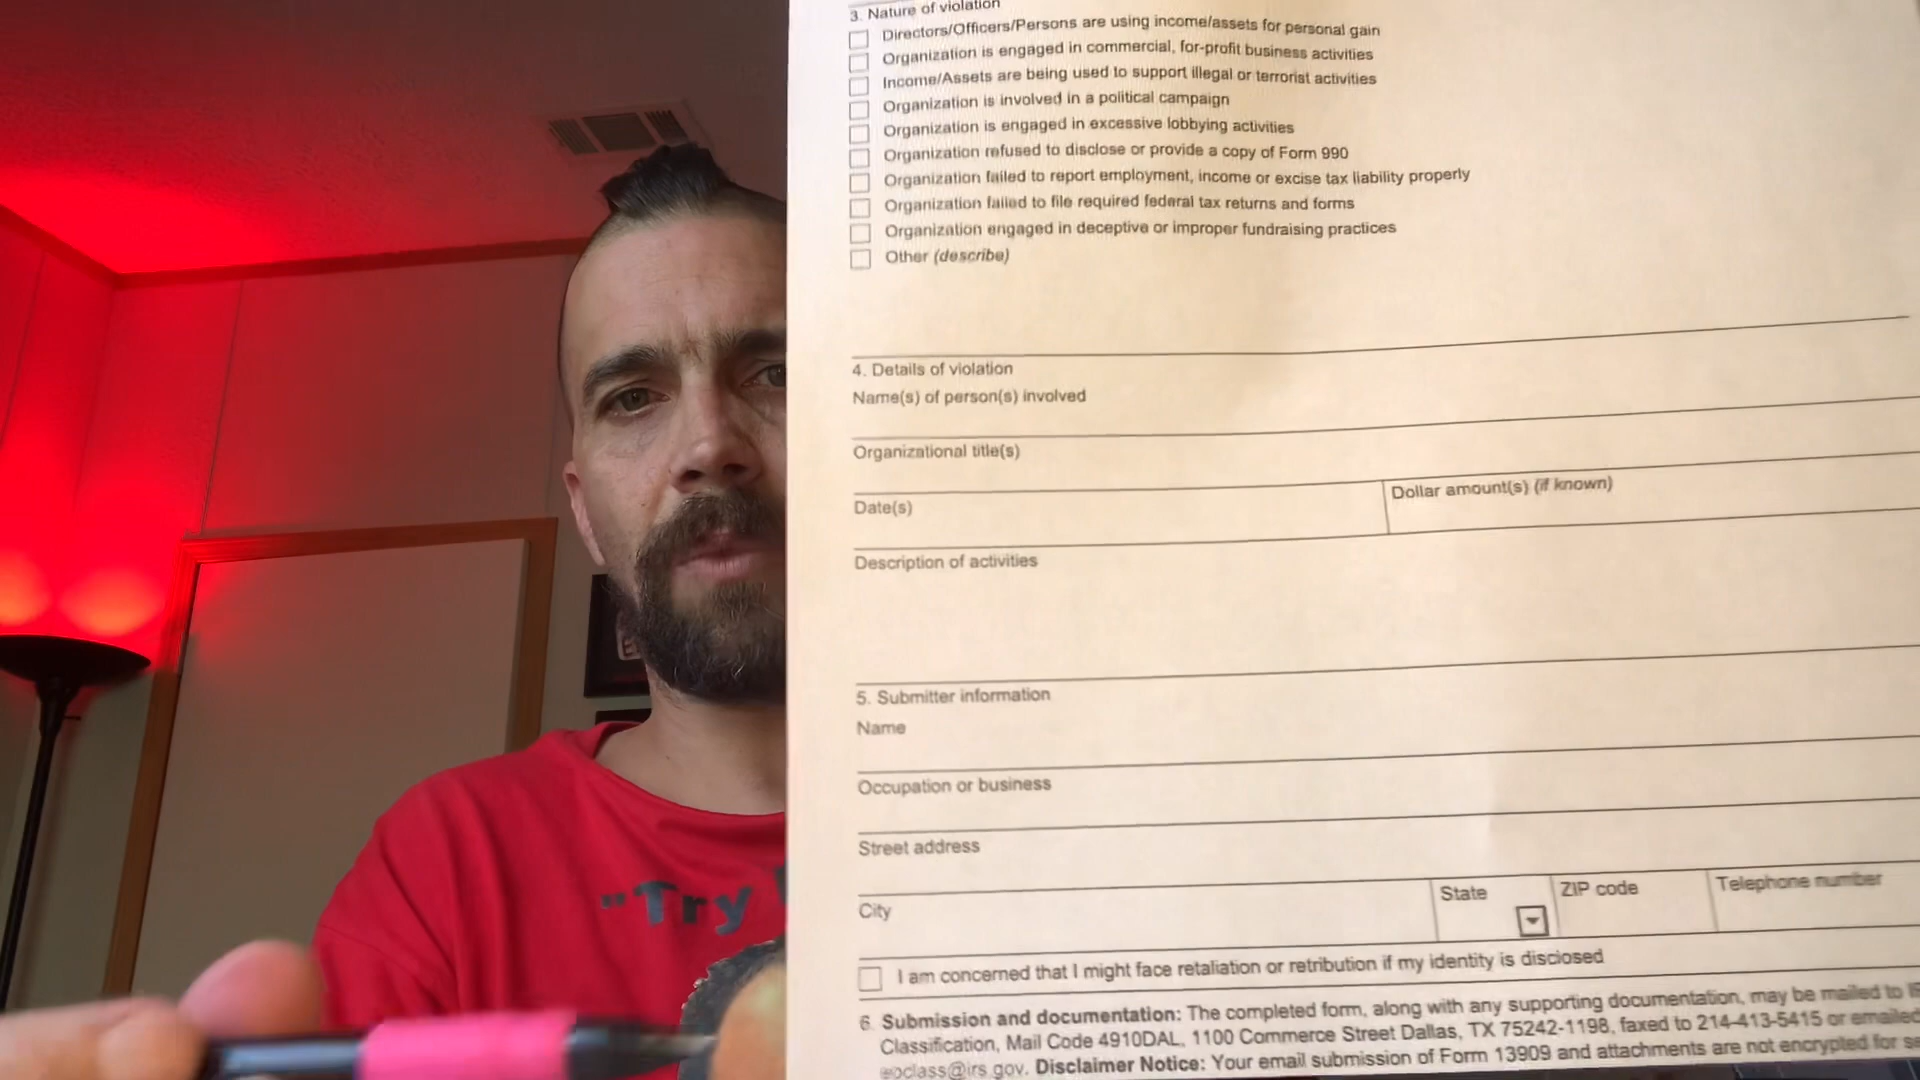 3. Nature of violation
Directors/Officers/Persons are using income/assets for personal gain
Organization is engaged in commercial, for-profit business activities
Income/Assets are being used to support illegal or terrorist activities
Organization is involved in a political campaign
Organization is engaged in excessive lobbying activities
Organization refused to disclose or provide a copy of Form 990
Organization failed to report employment, income or excise tax liability properly
Organization failed to file required federal tax returns and forms
Organization engaged in deceptive or improper fundraising practices
Other (describe)
4. Details of violation
Name(s) of person(s) involved
Organizational title(s)
Date(s)
Dollar amount(s) (if known)
Description of activities
5. Submitter information
Name
Occupation or business
Street address
City
State
ZIP code
Telephone number
I am concerned that I might face retaliation or retribution if my identity is disclosed
6. Submission and documentation: The completed form, along with any supporting documentation, may be mailed to
Classification, Mail Code 4910DAL, 1100 Commerce Street Dallas, TX 75242-1198, faxed to 214-413-5415 or emailed
eoclass@irs.gov. Disclaimer Notice: Your email submission of Form 13909 and attachments are not encrypted for
"Try